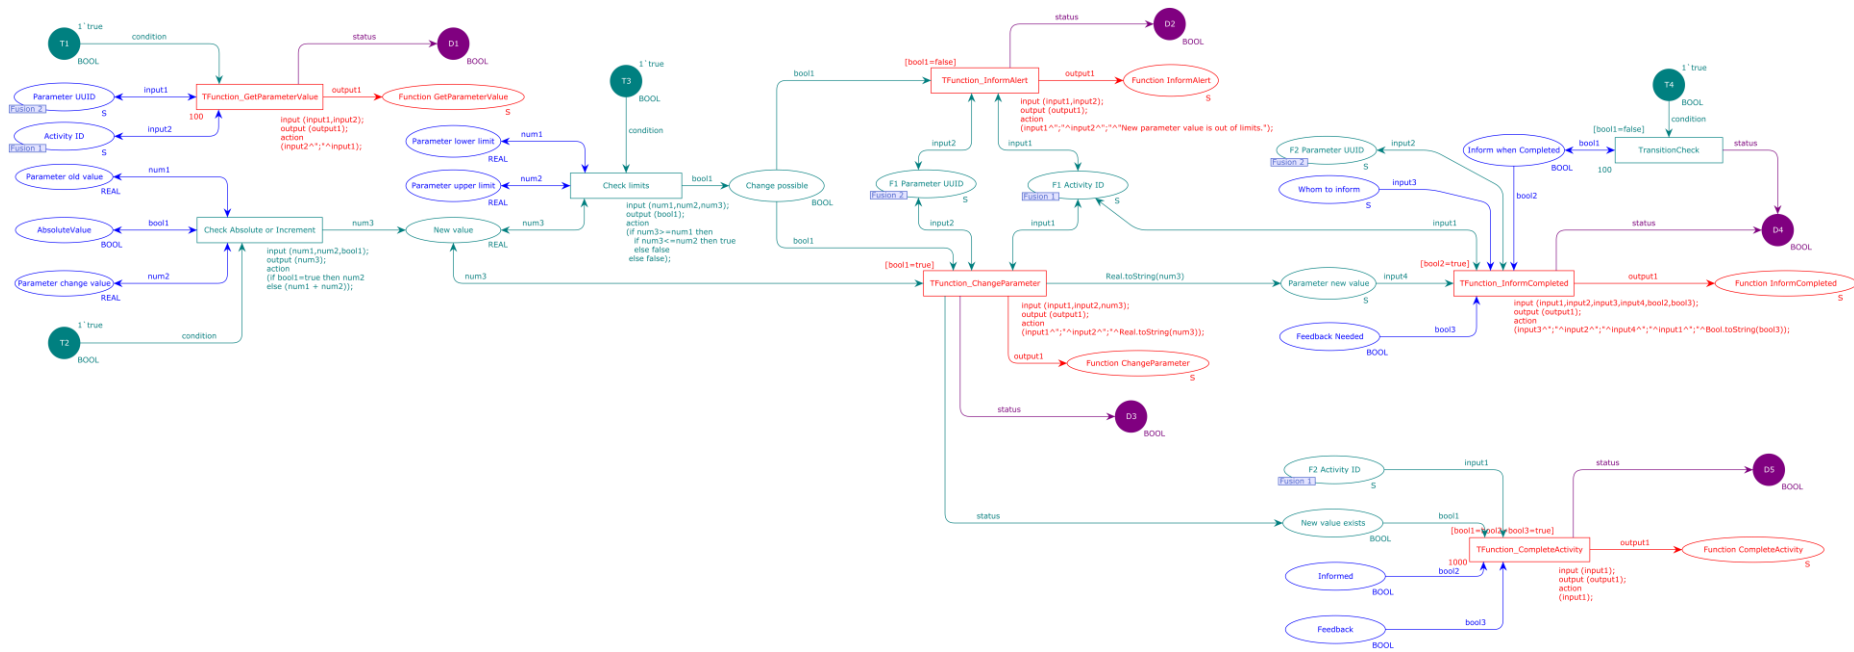 1`true
T1
condition
BOOL
status
D1
BOOL
Parameter UUID
Fusion 2
S
input1
TFunction_GetParameterValue
100
output1
Function GetParameterValue
S
Activity ID
Fusion 1
S
input2
input (input1,input2);
output (output1);
action
(input2^";"^input1);
Parameter old value
REAL
num1
AbsoluteValue
BOOL
bool1
Check Absolute or Increment
num3
New value
REAL
input (num1,num2,bool1);
output (num3);
action
(if bool1=true then num2
else (num1 + num2));
Parameter change value
REAL
num2
1`true
T2
BOOL
condition
1`true
T3
BOOL
condition
Parameter lower limit
REAL
num1
Parameter upper limit
REAL
num2
Check limits
bool1
Change possible
BOOL
num3
input (num1,num2,num3);
output (bool1);
action
(if num3>=num1 then
if num3<=num2 then true
else false
else false);
num3
bool1
bool1
status
D2
BOOL
[bool1=false]
TFunction_InformAlert
output1
Function InformAlert
S
input (input1,input2);
output (output1);
action
(input1^";"^input2^";"^"New parameter value is out of limits.");
input2
input1
F1 Parameter UUID
Fusion 2
S
F1 Activity ID
Fusion 1
S
input2
input1
input1
[bool1=true]
TFunction_ChangeParameter
Real.toString(num3)
Parameter new value
S
input4
input (input1,input2,num3);
output (output1);
action
(input1^";"^input2^";"^Real.toString(num3));
output1
Function ChangeParameter
S
status
D3
BOOL
1`true
T4
BOOL
condition
[bool1=false]
TransitionCheck
100
status
F2 Parameter UUID
Fusion 2
S
input2
Inform when Completed
BOOL
bool1
bool2
Whom to inform
S
input3
status
D4
BOOL
[bool2=true]
TFunction_InformCompleted
output1
Function InformCompleted
S
input (input1,input2,input3,input4,bool2,bool3);
output (output1);
action
(input3^";"^input2^";"^input4^";"^input1^";"^Bool.toString(bool3));
Feedback Needed
BOOL
bool3
F2 Activity ID
Fusion 1
S
input1
status
D5
BOOL
status
New value exists
BOOL
bool1
[bool1=bool2=bool3=true]
TFunction_CompleteActivity
1000
output1
Function CompleteActivity
S
input (input1);
output (output1);
action
(input1);
Informed
BOOL
bool2
Feedback
BOOL
bool3